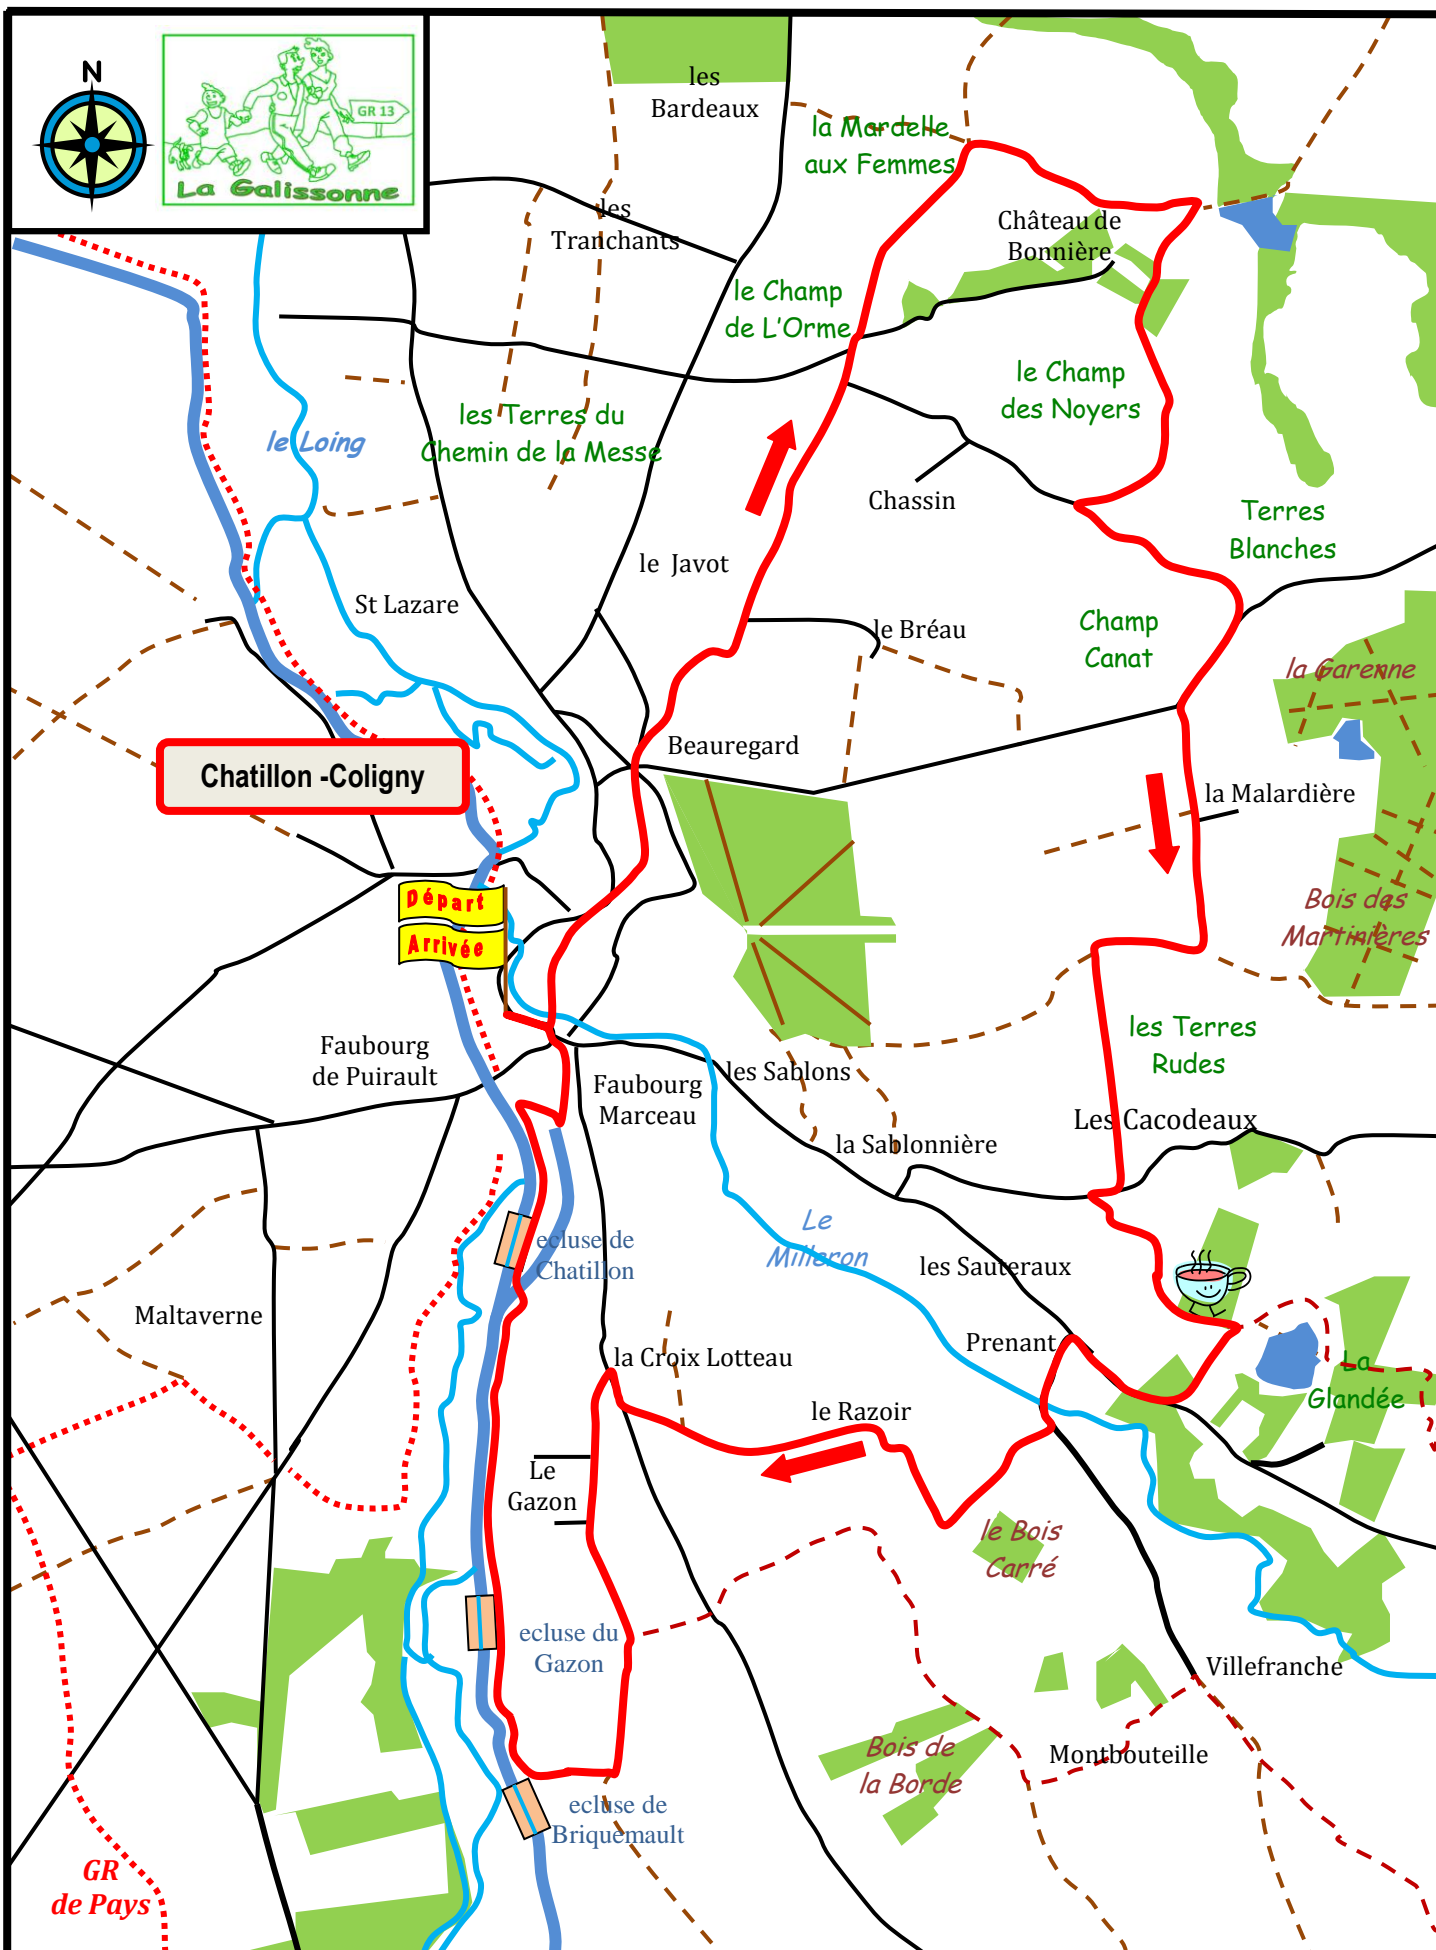 N
GR 13
La Galissonne
les
Bardeaux
la Mardelle
aux Femmes
les
Tranchants
Château de
Bonnière
le Champ
de L'Orme
le Champ
des Noyers
les Terres du
Chemin de la Messe
le Loing
Chassin
Terres
Blanches
le Javot
St Lazare
le Bréau
Champ
Canat
la Garenne
Beauregard
Chatillon -Coligny
la Malardière
Départ
Arrivée
Bois des
Martinières
les Terres
Rudes
Faubourg
de Puirault
les Sablons
Faubourg
Marceau
Les Cacodeaux
la Sablonnière
Le
Milleron
ecluse de
Chatillon
les Sauteraux
Maltaverne
Prenant
la Croix Lotteau
La
Glandée
le Razoir
Le
Gazon
le Bois
Carré
ecluse du
Gazon
Villefranche
Bois de
la Borde
Montbouteille
ecluse de
Briquemault
GR
de Pays